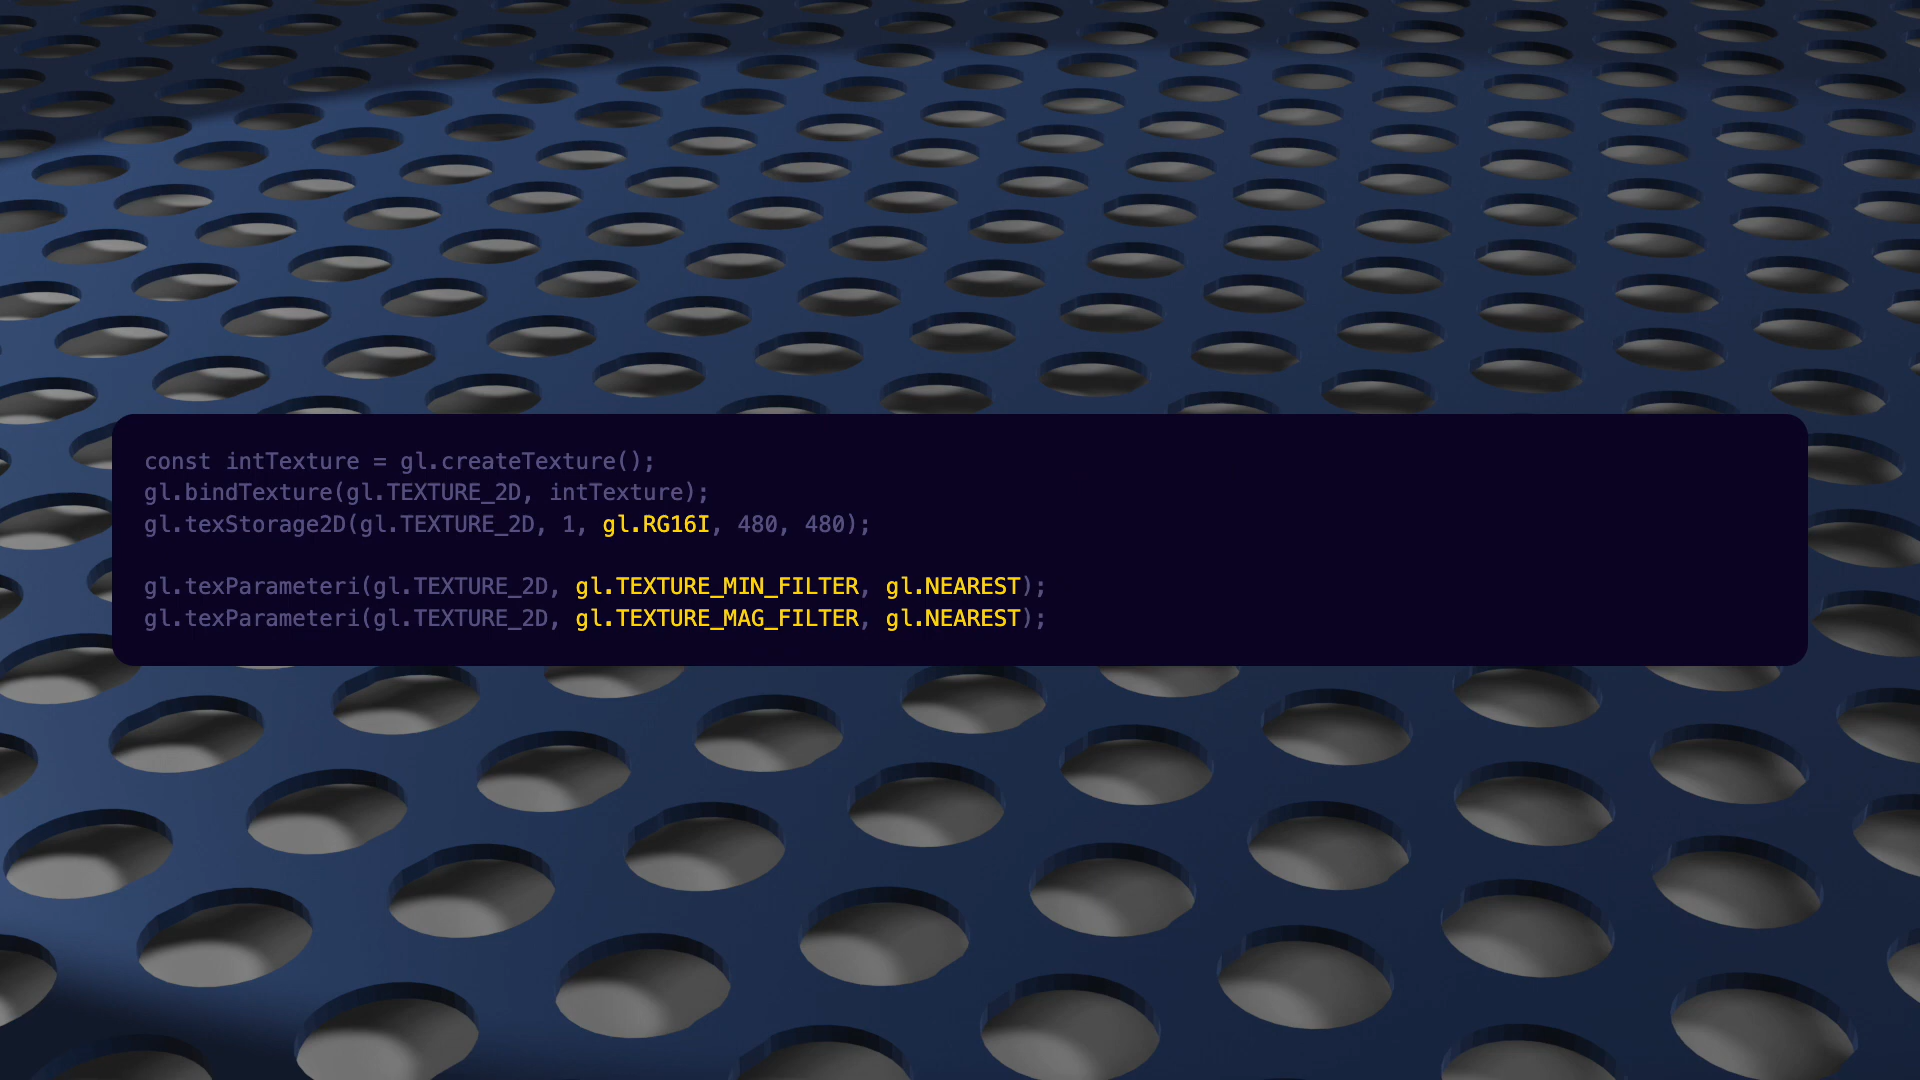 const intTexture = gl.createTexture();
gl.bindTexture(gl.TEXTURE_2D, intTexture);
gl.texStorage2D(gl.TEXTURE_2D, 1, gl.RG16I, 480, 480);
gl.texParameteri(gl.TEXTURE_2D, gl.TEXTURE_MIN_FILTER, gl.NEAREST);
gl.texParameteri(gl.TEXTURE_2D, gl.TEXTURE_MAG_FILTER, gl.NEAREST);